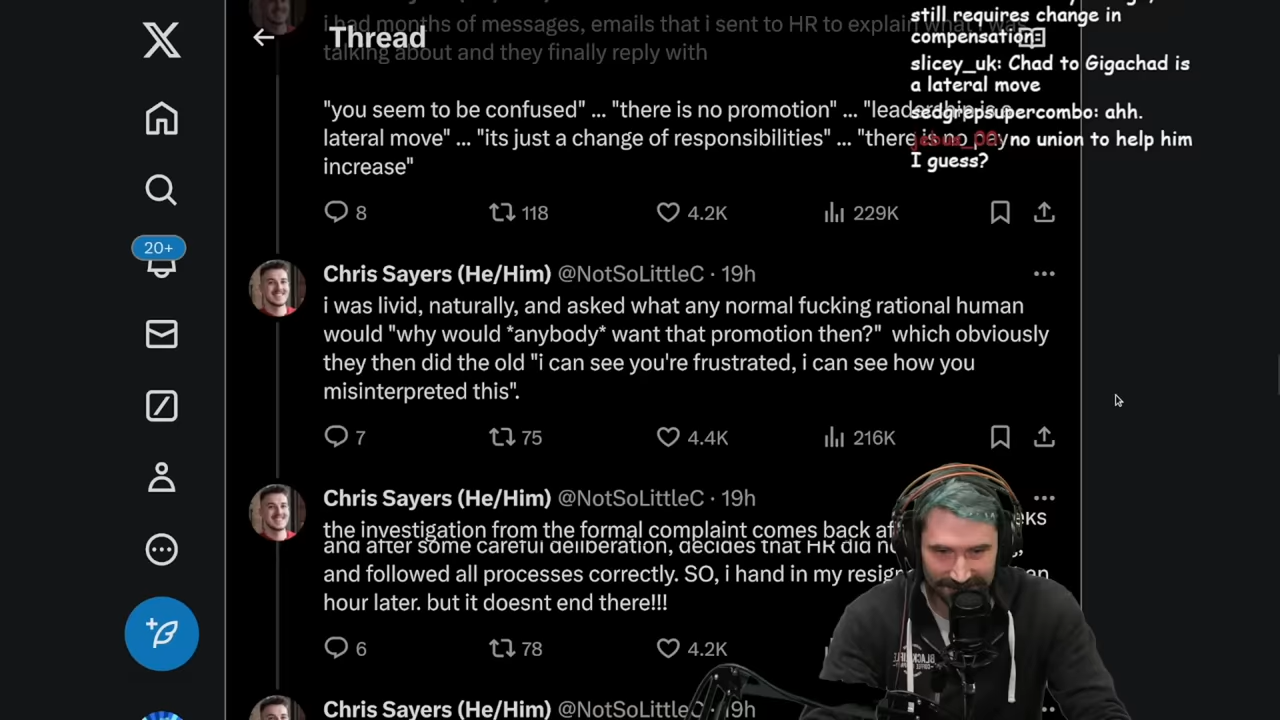 Thread
i had months of messages, emails that i sent to HR to explain what i was
talking about and they finally reply with
"you seem to be confused" ... "there is no promotion" ... "leadership is a
lateral move" ... "its just a change of responsibilities" ... "there is no pay
increase"
8 118 4.2K 229K
still requires change in
compensation
slicey_uk: Chad to Gigachad is
a lateral move
sedgrepsupercombo: ahh.
no union to help him
I guess?
20+
Chris Sayers (He/Him) @NotSoLittleC · 19h
i was livid, naturally, and asked what any normal fucking rational human
would "why would *anybody* want that promotion then?" which obviously
they then did the old "i can see you're frustrated, i can see how you
misinterpreted this".
7 75 4.4K 216K
Chris Sayers (He/Him) @NotSoLittleC · 19h
the investigation from the formal complaint comes back
and after some careful deliberation, decides that HR did
and followed all processes correctly. SO, i hand in my
hour later. but it doesnt end there!!!
6 78 4.2K
Chris Sayers (He/Him) @NotSoLittleC · 19h